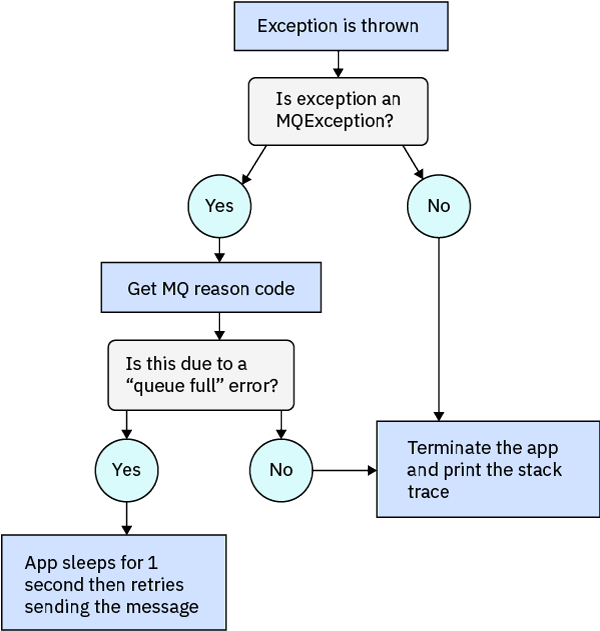 Exception is thrown
Is exception an
MQException?
Yes
No
Get MQ reason code
Is this due to a
“queue full” error?
Yes
No
Terminate the app
and print the stack
trace
App sleeps for 1
second then retries
sending the message